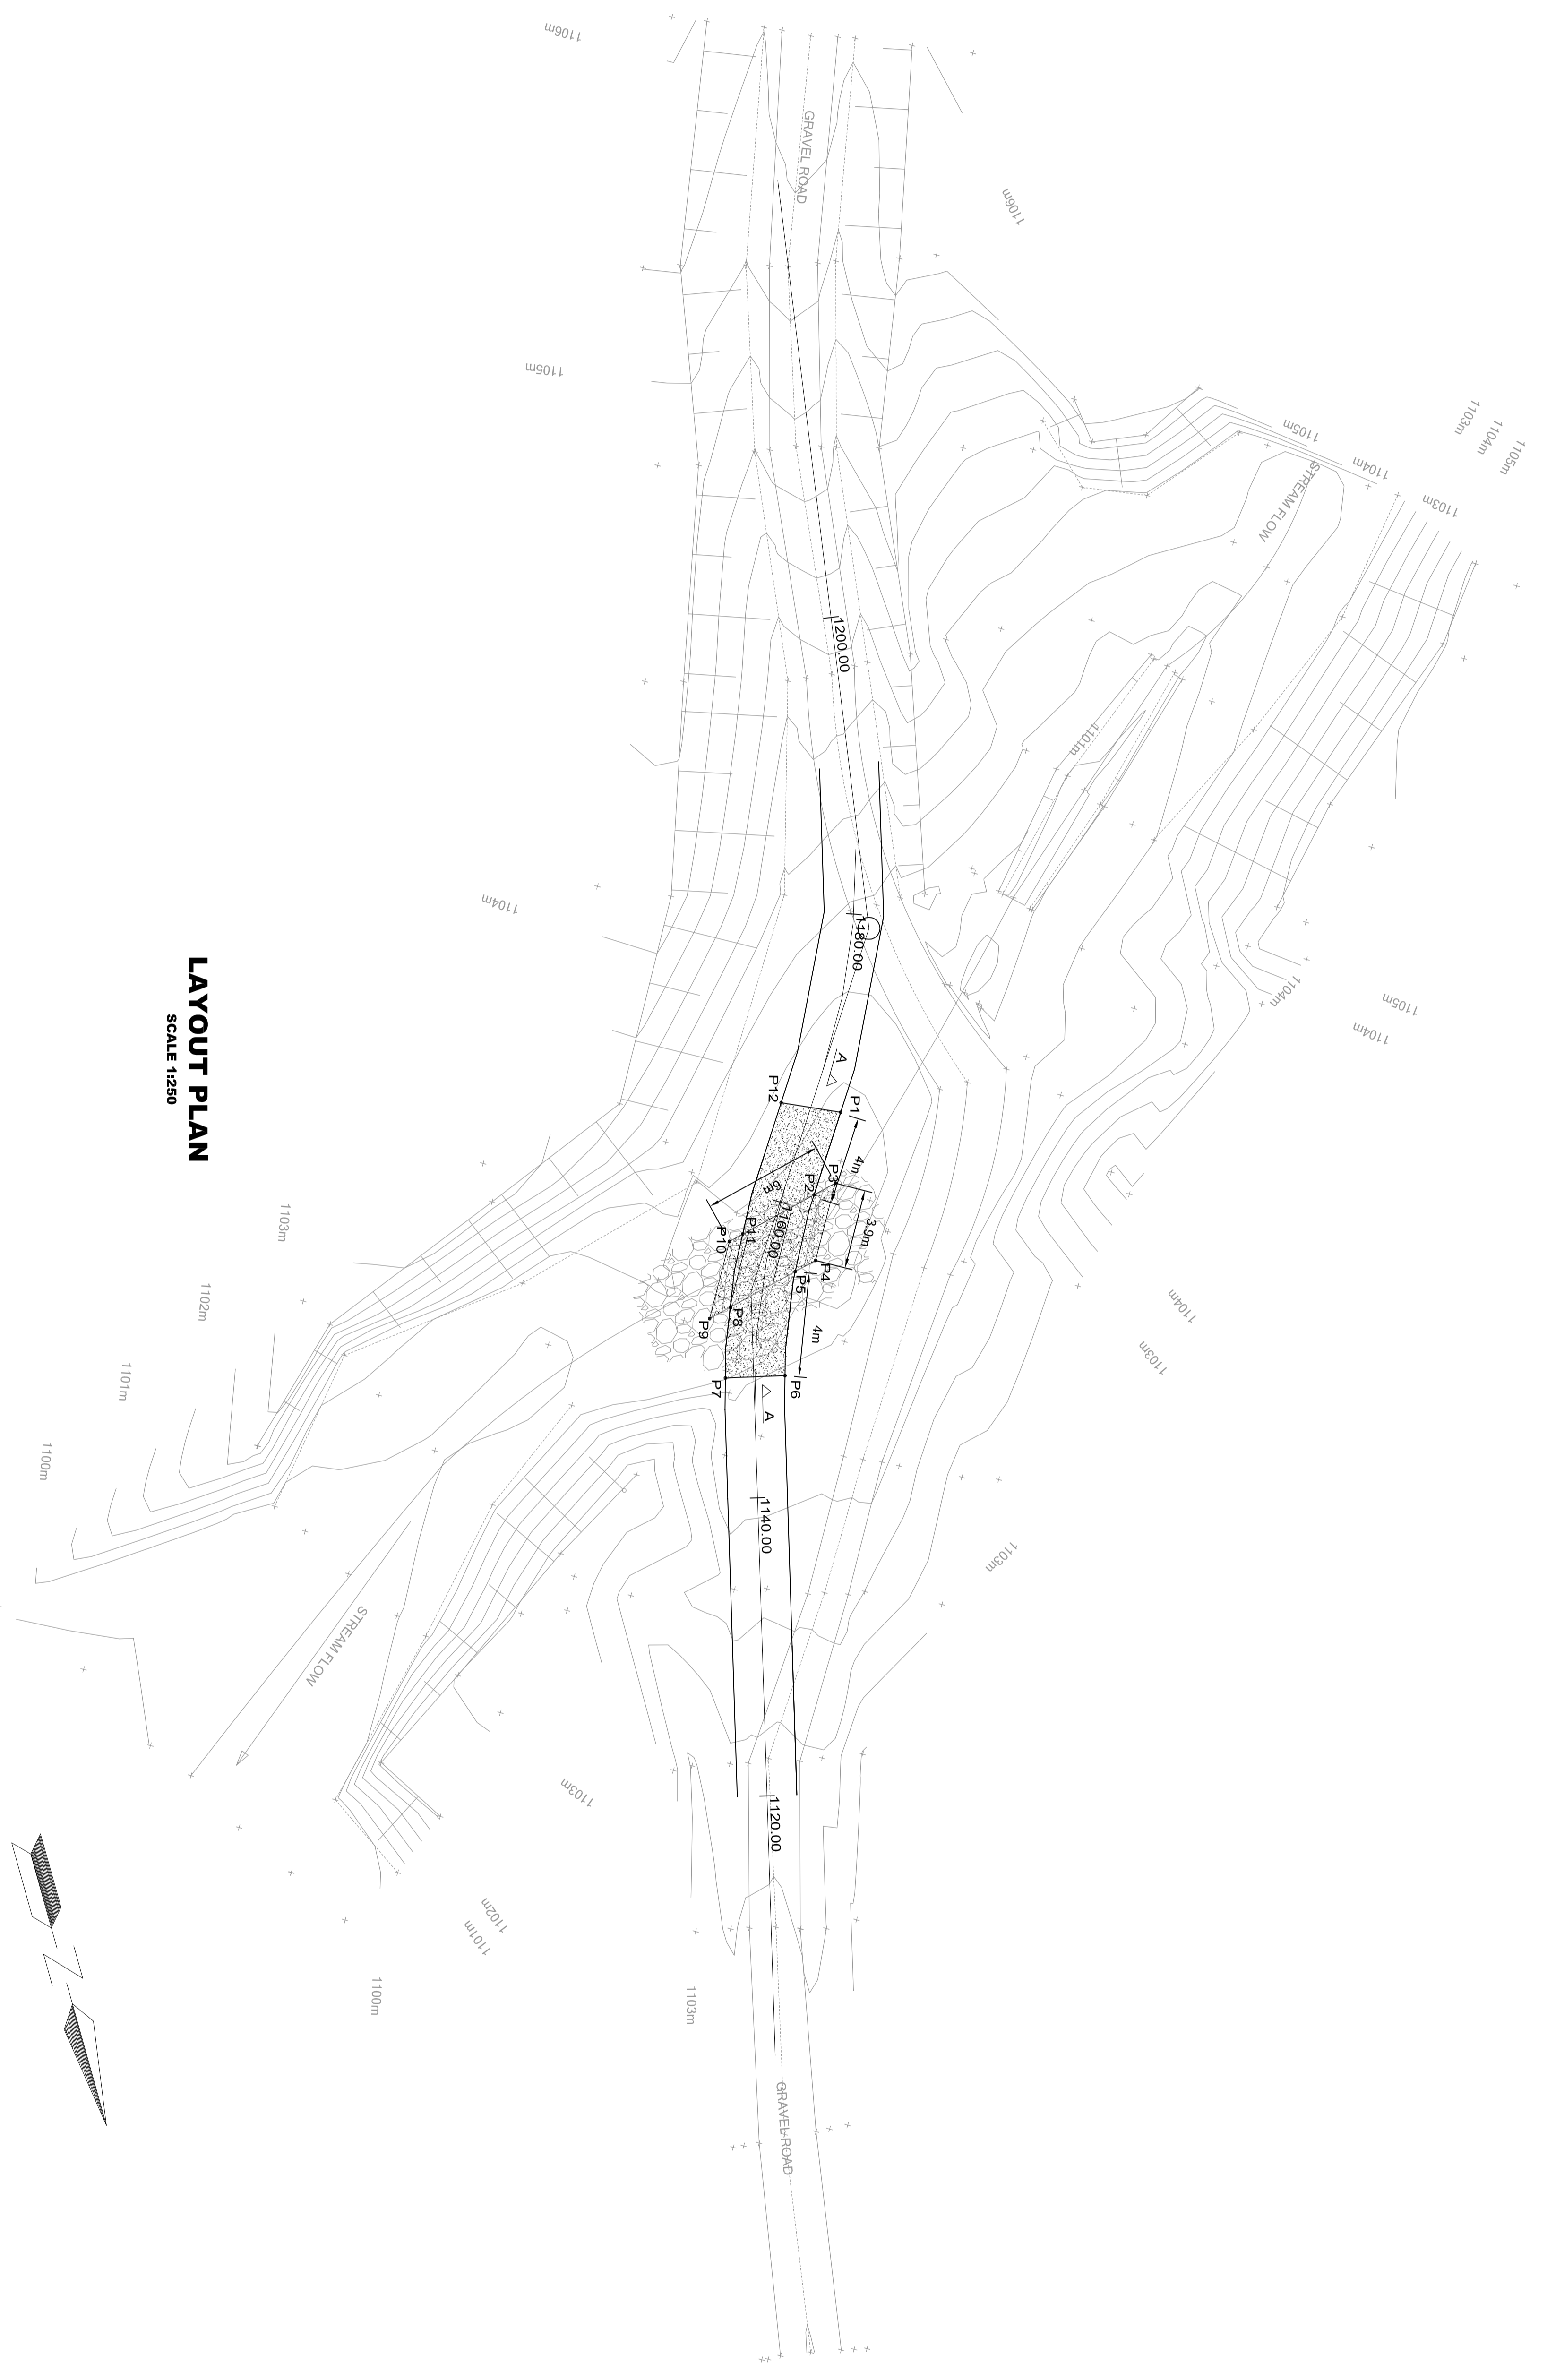 1106m
GRAVEL ROAD
1106m
1105m
1105m
1104m
1103m
1103m
1104m
1105m
STREAM FLOW
1200.00
1101m
1104m
1180.00
LAYOUT PLAN
SCALE 1:250
1104m
1105m
1104m
A
P12
P1
4m
P3
P2
6m
1160.00
3.9m
P11
P10
P4
P5
P8
P9
4m
P7
P6
A
1103m
1102m
1101m
1100m
1104m
1103m
1140.00
1103m
STREAM FLOW
1103m
1120.00
1102m
1101m
1100m
1103m
N
GRAVEL ROAD